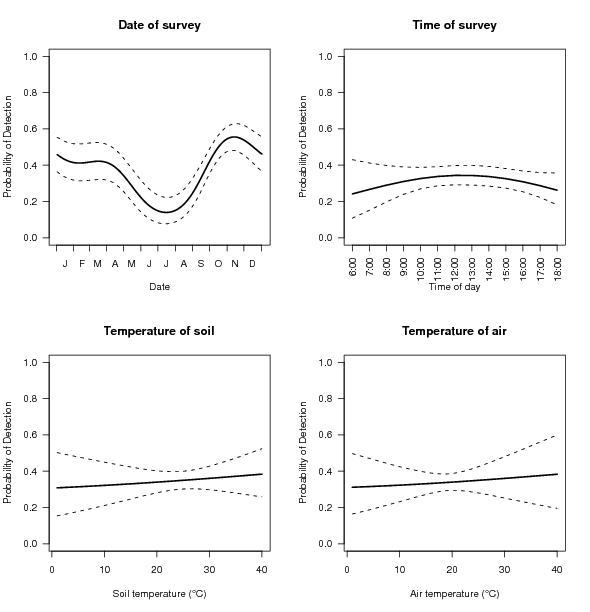 Date of survey
Probability of Detection
1.0
0.8
0.6
0.4
0.2
0.0
J F M A M J J A S O N D
Date
Time of survey
Probability of Detection
1.0
0.8
0.6
0.4
0.2
0.0
6:00 7:00 8:00 9:00 10:00 11:00 12:00 13:00 14:00 15:00 16:00 17:00 18:00
Time of day
Temperature of soil
Probability of Detection
1.0
0.8
0.6
0.4
0.2
0.0
0 10 20 30 40
Soil temperature (°C)
Temperature of air
Probability of Detection
1.0
0.8
0.6
0.4
0.2
0.0
0 10 20 30 40
Air temperature (°C)